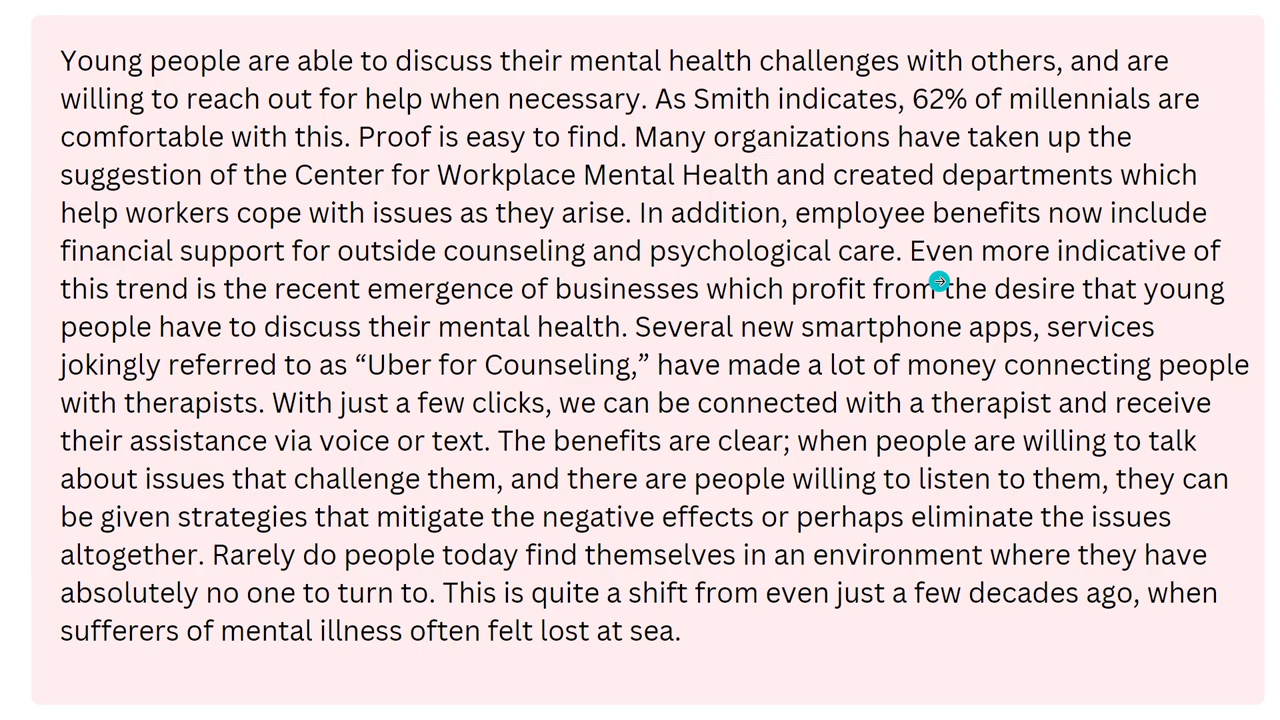 Young people are able to discuss their mental health challenges with others, and are
willing to reach out for help when necessary. As Smith indicates, 62% of millennials are
comfortable with this. Proof is easy to find. Many organizations have taken up the
suggestion of the Center for Workplace Mental Health and created departments which
help workers cope with issues as they arise. In addition, employee benefits now include
financial support for outside counseling and psychological care. Even more indicative of
this trend is the recent emergence of businesses which profit from the desire that young
people have to discuss their mental health. Several new smartphone apps, services
jokingly referred to as “Uber for Counseling,” have made a lot of money connecting people
with therapists. With just a few clicks, we can be connected with a therapist and receive
their assistance via voice or text. The benefits are clear; when people are willing to talk
about issues that challenge them, and there are people willing to listen to them, they can
be given strategies that mitigate the negative effects or perhaps eliminate the issues
altogether. Rarely do people today find themselves in an environment where they have
absolutely no one to turn to. This is quite a shift from even just a few decades ago, when
sufferers of mental illness often felt lost at sea.